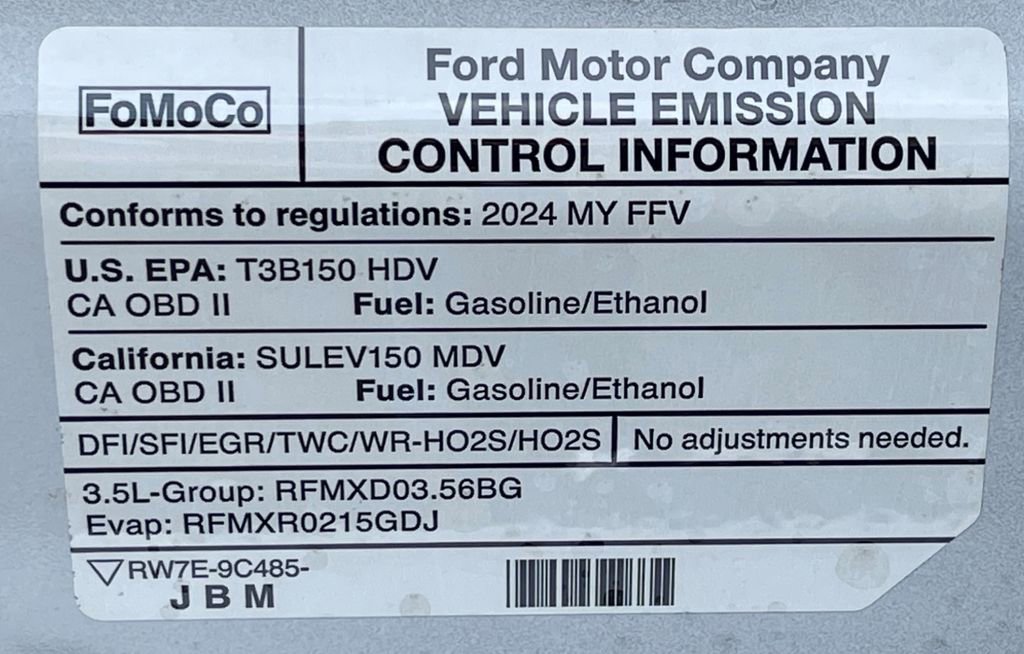 FoMoCo
Ford Motor Company
VEHICLE EMISSION
CONTROL INFORMATION
Conforms to regulations: 2024 MY FFV
U.S. EPA: T3B150 HDV
CA OBD II Fuel: Gasoline/Ethanol
California: SULEV150 MDV
CA OBD II Fuel: Gasoline/Ethanol
DFI/SFI/EGR/TWC/WR-HO2S/HO2S No adjustments needed.
3.5L-Group: RFMXD03.56BG
Evap: RFMXR0215GDJ
RW7E-9C485-
J B M